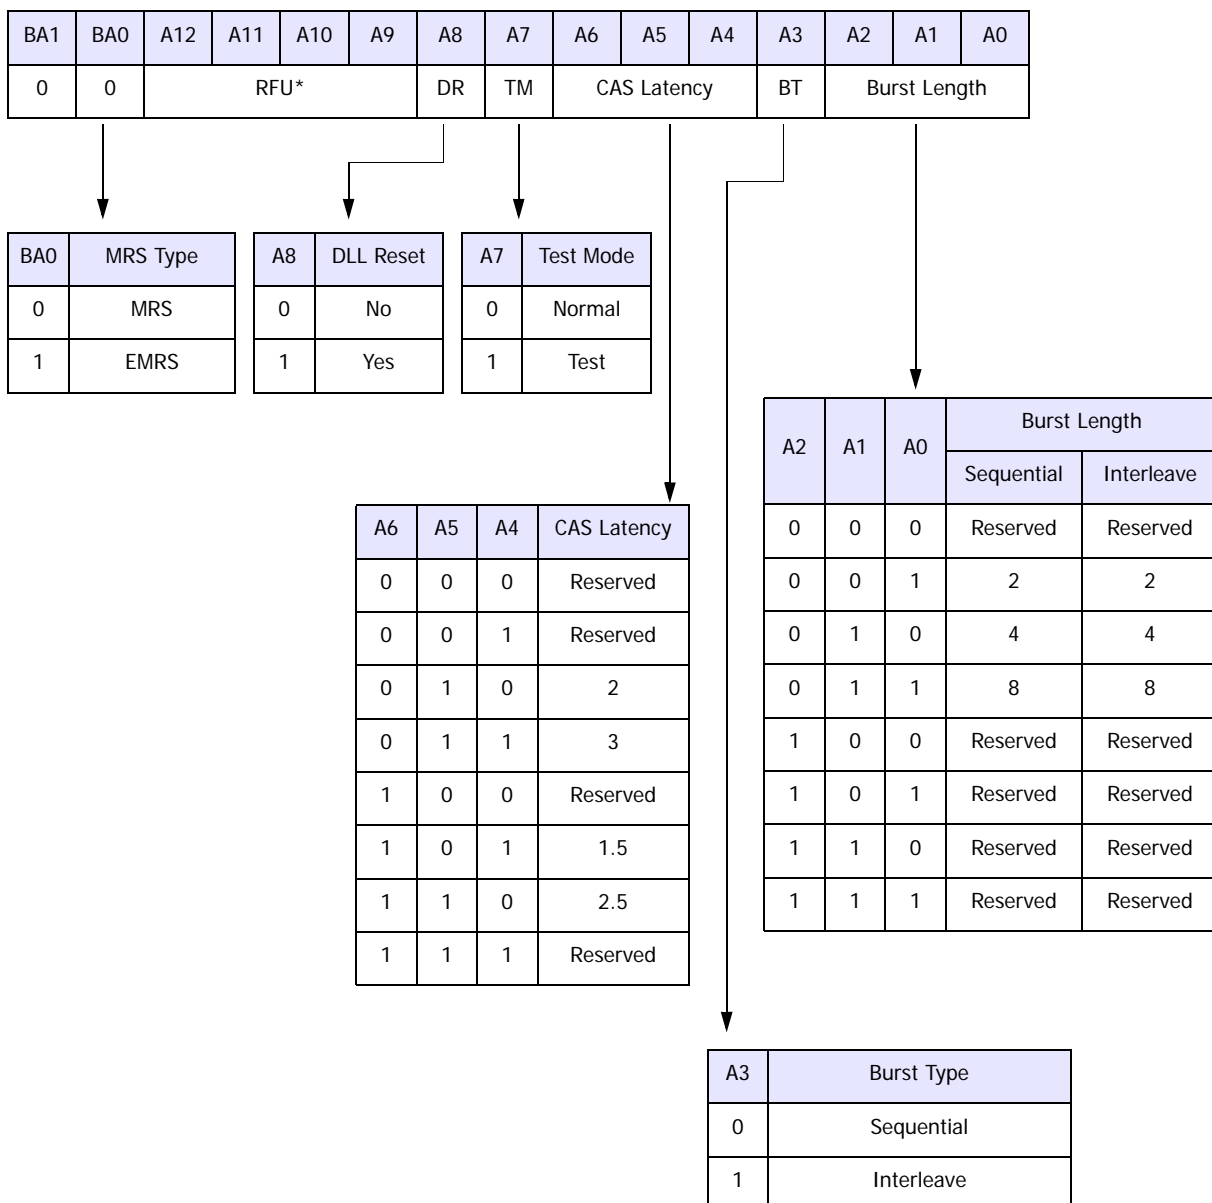 BA1 BA0 A12 A11 A10 A9 A8 A7 A6 A5 A4 A3 A2 A1 A0
0 0 RFU* DR TM CAS Latency BT Burst Length
BA0 MRS Type
0 MRS
1 EMRS
A8 DLL Reset
0 No
1 Yes
A7 Test Mode
0 Normal
1 Test
A6 A5 A4 CAS Latency
0 0 0 Reserved
0 0 1 Reserved
0 1 0 2
0 1 1 3
1 0 0 Reserved
1 0 1 1.5
1 1 0 2.5
1 1 1 Reserved
A2 A1 A0 Burst Length
Sequential Interleave
0 0 0 Reserved Reserved
0 0 1 2 2
0 1 0 4 4
0 1 1 8 8
1 0 0 Reserved Reserved
1 0 1 Reserved Reserved
1 1 0 Reserved Reserved
1 1 1 Reserved Reserved
A3 Burst Type
0 Sequential
1 Interleave